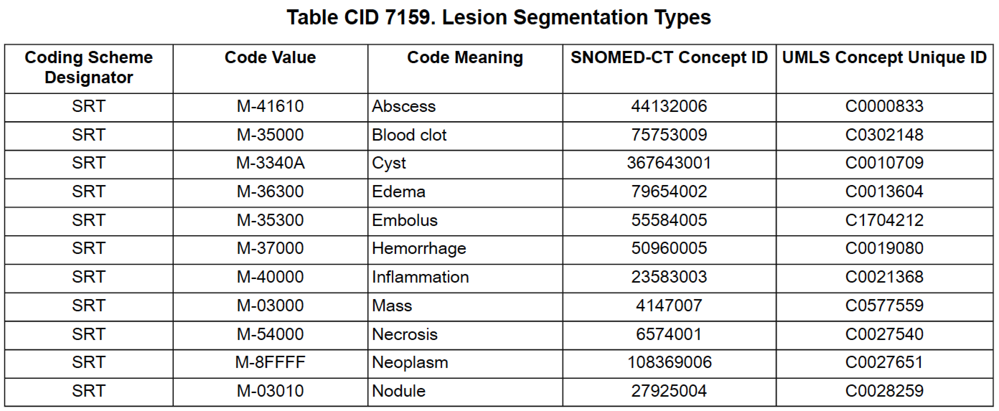 Table CID 7159. Lesion Segmentation Types
Coding Scheme Designator Code Value Code Meaning SNOMED-CT Concept ID UMLS Concept Unique ID
SRT M-41610 Abscess 44132006 C0000833
SRT M-35000 Blood clot 75753009 C0302148
SRT M-3340A Cyst 367643001 C0010709
SRT M-36300 Edema 79654002 C0013604
SRT M-35300 Embolus 55584005 C1704212
SRT M-37000 Hemorrhage 50960005 C0019080
SRT M-40000 Inflammation 23583003 C0021368
SRT M-03000 Mass 4147007 C0577559
SRT M-54000 Necrosis 6574001 C0027540
SRT M-8FFFF Neoplasm 108369006 C0027651
SRT M-03010 Nodule 27925004 C0028259